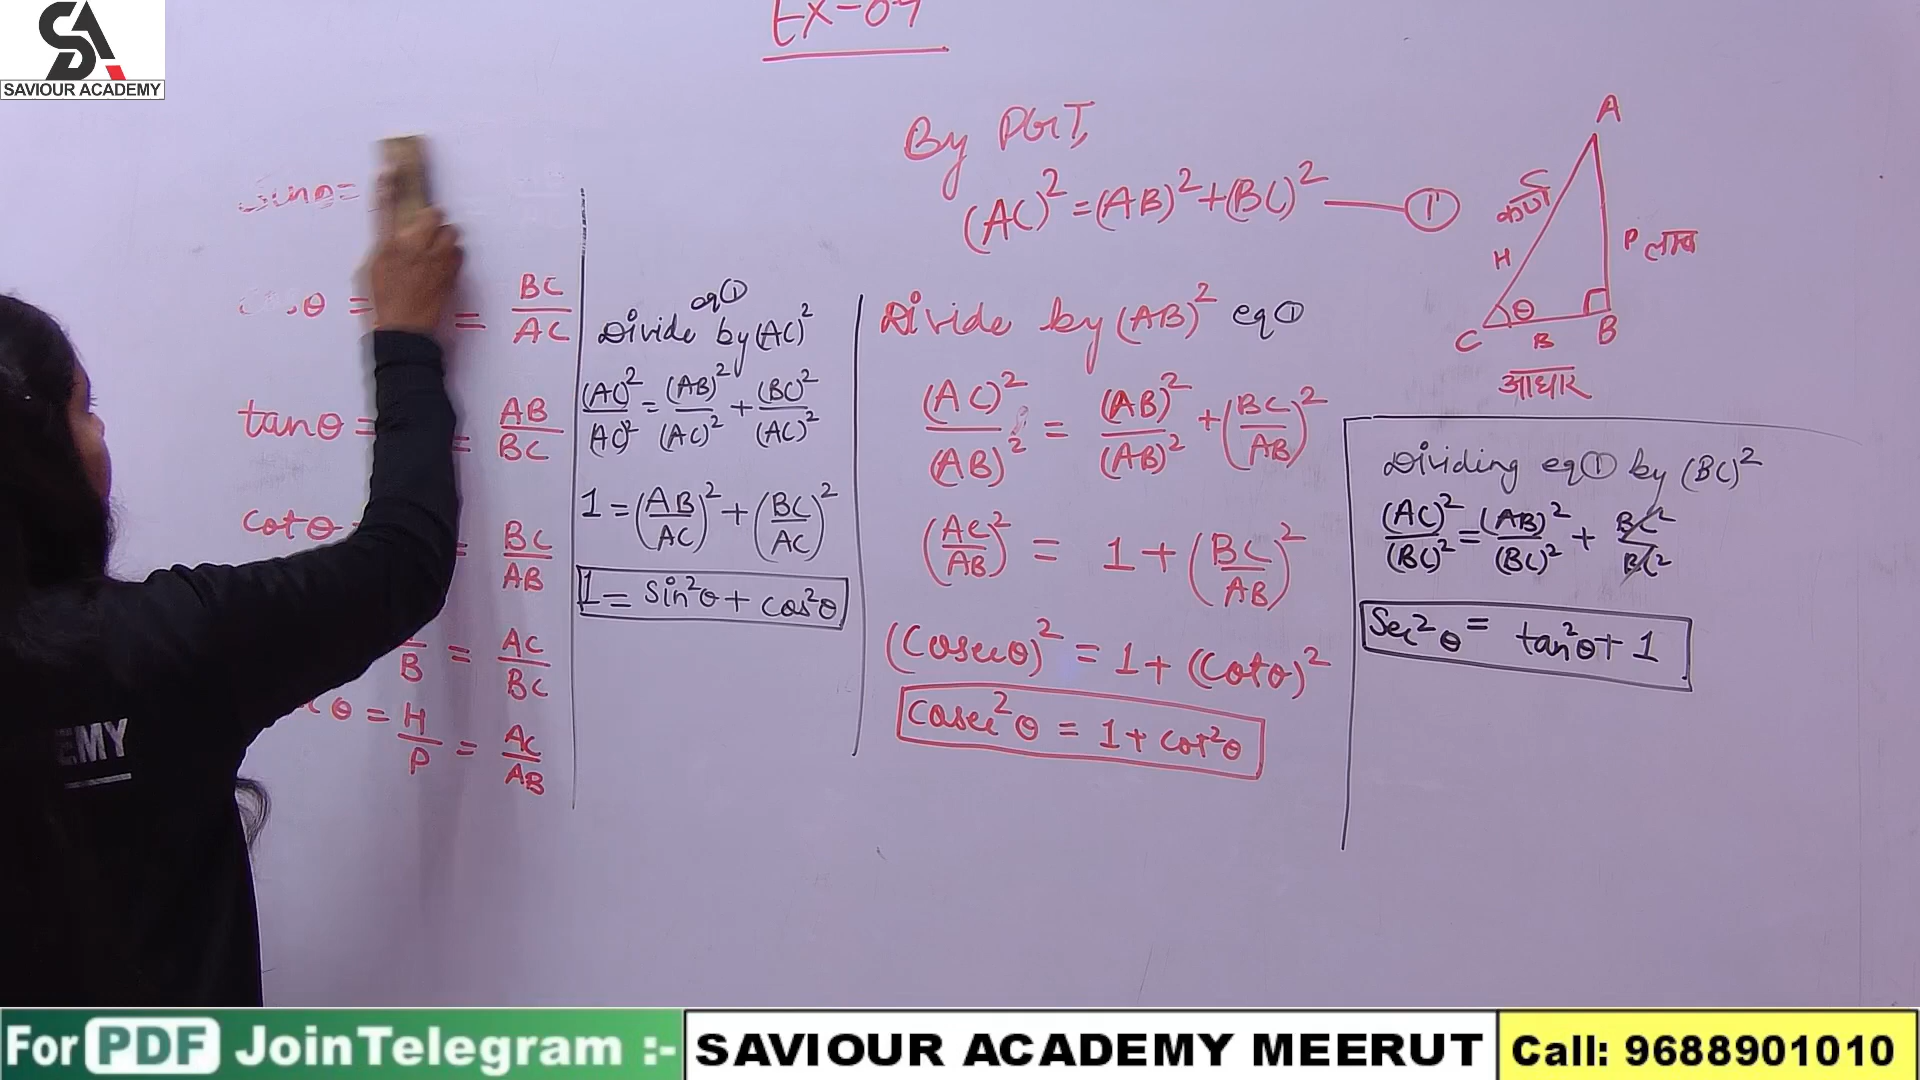 SAVIOUR ACADEMY
Ex-04
Sinθ=
θ = = BC/AC
tanθ = = AB/BC
cotθ = = BC/AB
/B = AC/BC
θ = H/P = AC/AB
EMY
eq①
Divide by (AC)²
(AC)²/(AC)² = (AB)²/(AC)² + (BC)²/(AC)²
1 = (AB/AC)² + (BC/AC)²
1 = Sin²θ + cos²θ
By PGT,
(AC)² = (AB)² + (BC)² — ①
Divide by (AB)² eq①
(AC)²/(AB)² = (AB)²/(AB)² + (BC/AB)²
(AC/AB)² = 1 + (BC/AB)²
(Cosecθ)² = 1 + (Cotθ)²
Cosec²θ = 1 + cot²θ
A
कर्ण
H
P लम्ब
θ
C B B
आधार
Dividing eq① by (BC)²
(AC)²/(BC)² = (AB)²/(BC)² + BC²/BC²
Sec²θ = tan²θ + 1
For PDF JoinTelegram :- SAVIOUR ACADEMY MEERUT Call: 9688901010